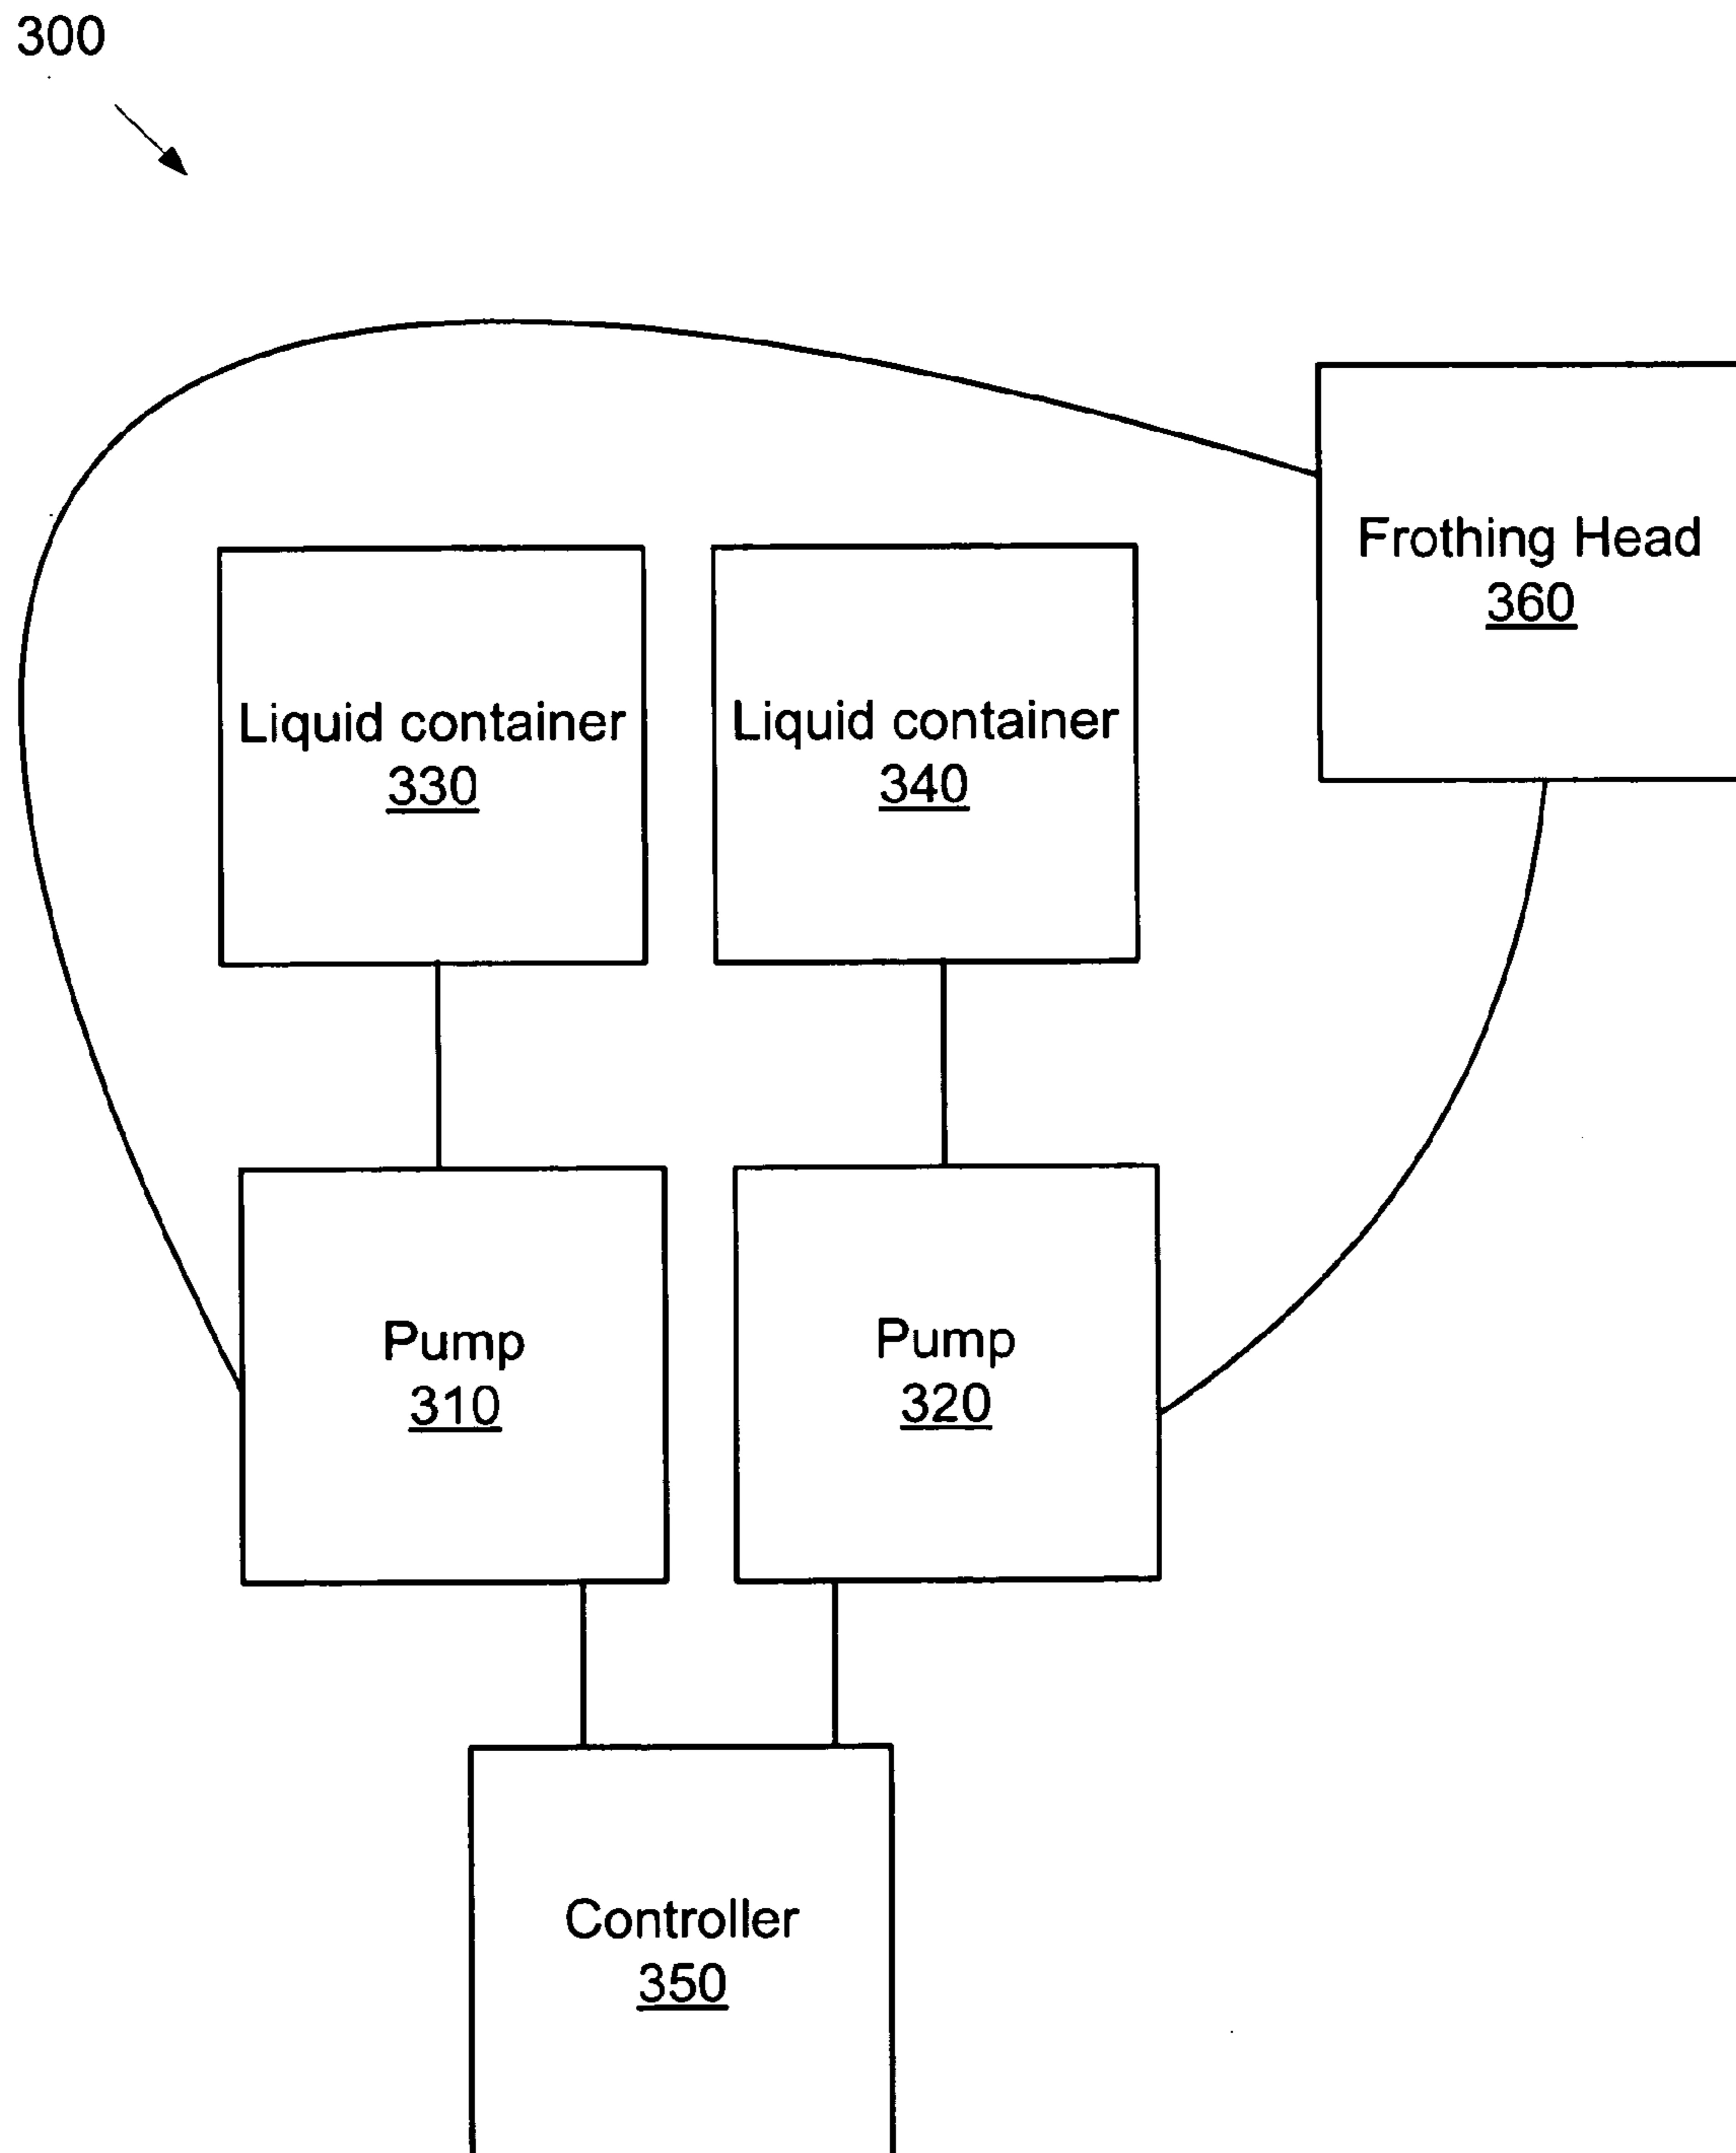 300
Frothing Head
360
Liquid container
330
Liquid container
340
Pump
310
Pump
320
Controller
350